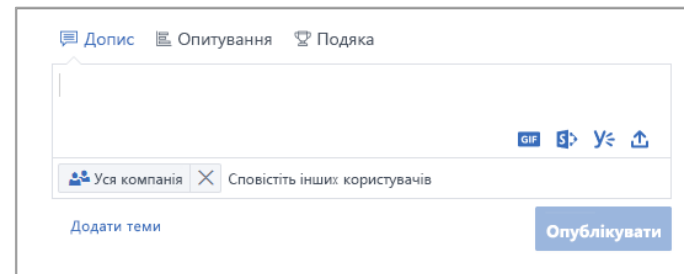 Допис Опитування Подяка
GIF
Уся компанія Сповістіть інших користувачів
Додати теми
Опублікувати